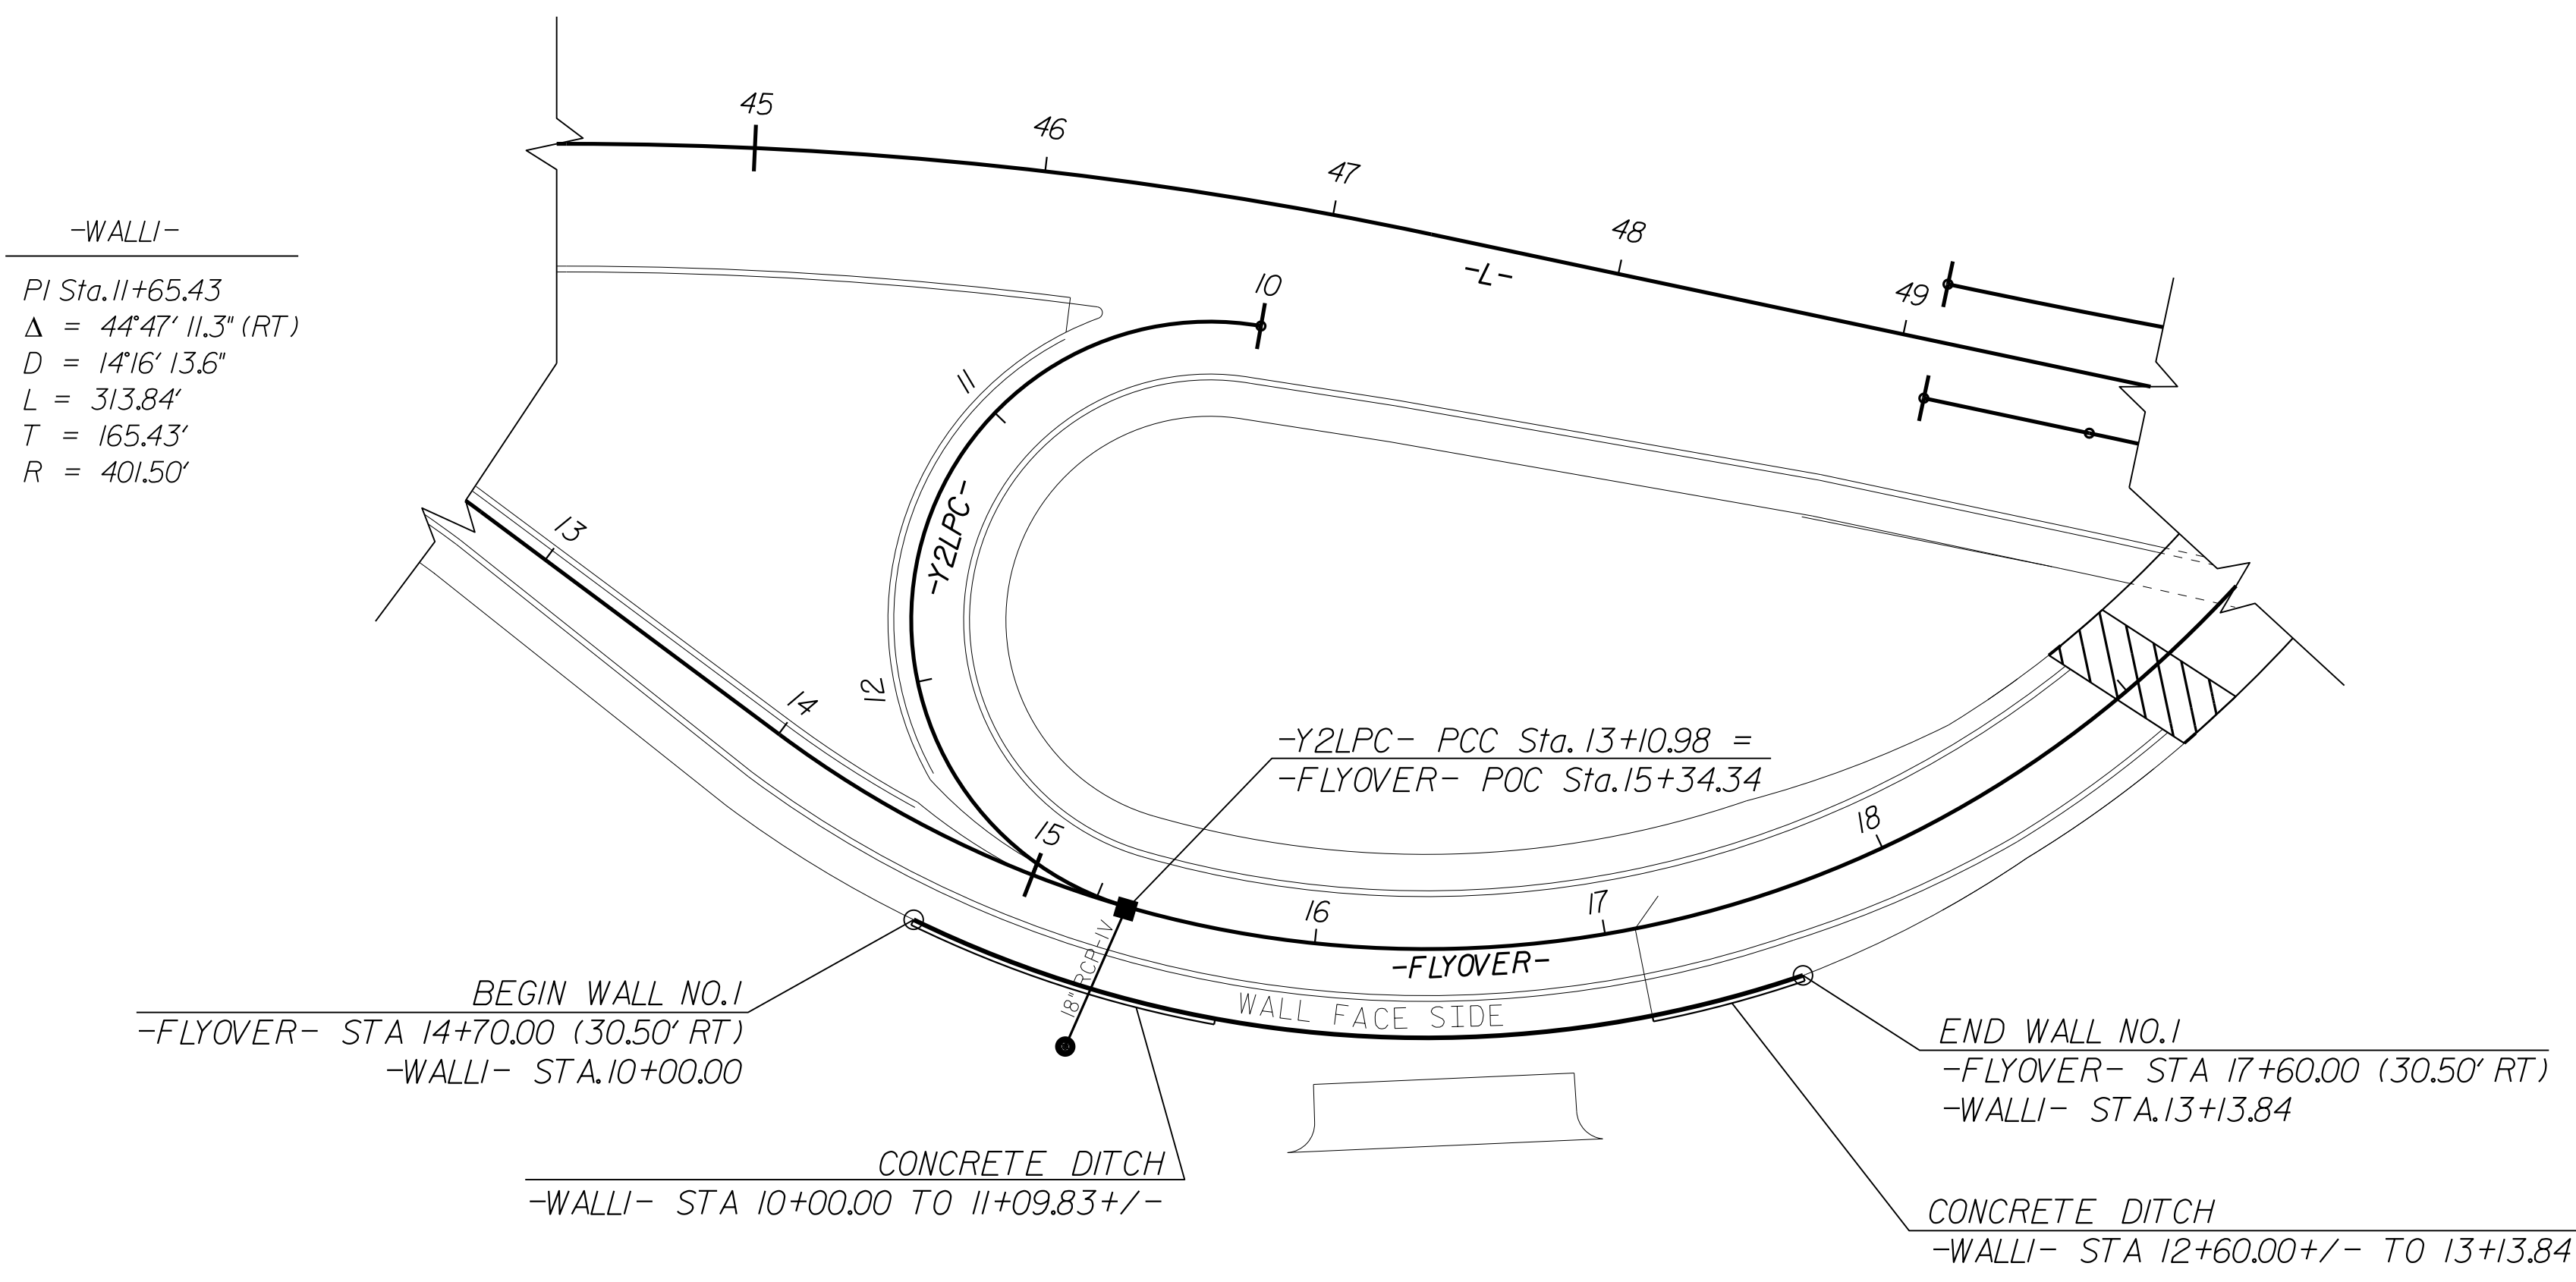 45
46
47
48
49
-L-
-WALL1-
PI Sta. 11+65.43
Δ = 44°47' 11.3" (RT)
D = 14°16' 13.6"
L = 313.84'
T = 165.43'
R = 401.50'
10
11
12
-Y2LPC-
13
14
15
16
17
18
-Y2LPC- PCC Sta. 13+10.98 =
-FLYOVER- POC Sta. 15+34.34
18" RCP-IV
-FLYOVER-
WALL FACE SIDE
BEGIN WALL NO.1
-FLYOVER- STA 14+70.00 (30.50' RT)
-WALL1- STA. 10+00.00
END WALL NO.1
-FLYOVER- STA 17+60.00 (30.50' RT)
-WALL1- STA. 13+13.84
CONCRETE DITCH
-WALL1- STA 10+00.00 TO 11+09.83+/-
CONCRETE DITCH
-WALL1- STA 12+60.00+/- TO 13+13.84